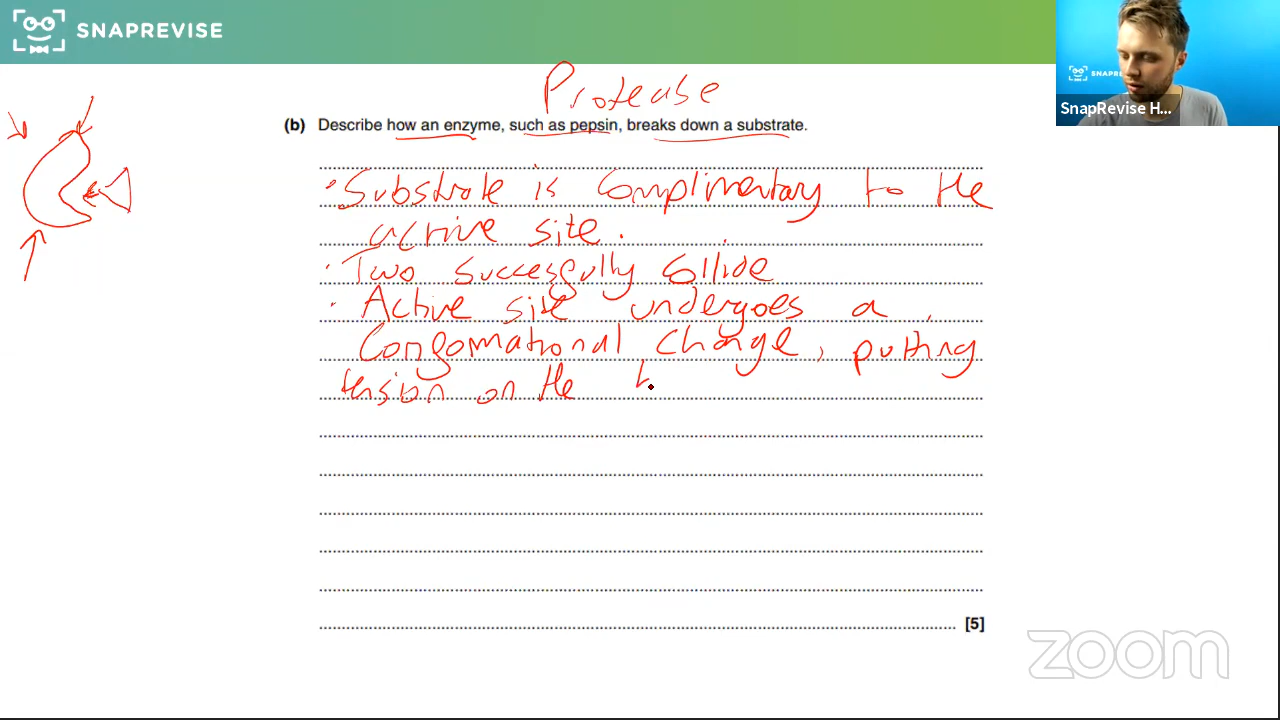 SNAPREVISE
SNAPREVISE
SnapRevise H...
Protease
(b) Describe how an enzyme, such as pepsin, breaks down a substrate.
• Substrate is complimentary to the
active site.
• Two successfully collide
• Active site undergoes a
conformational change, putting
tension on the
[5]
zoom